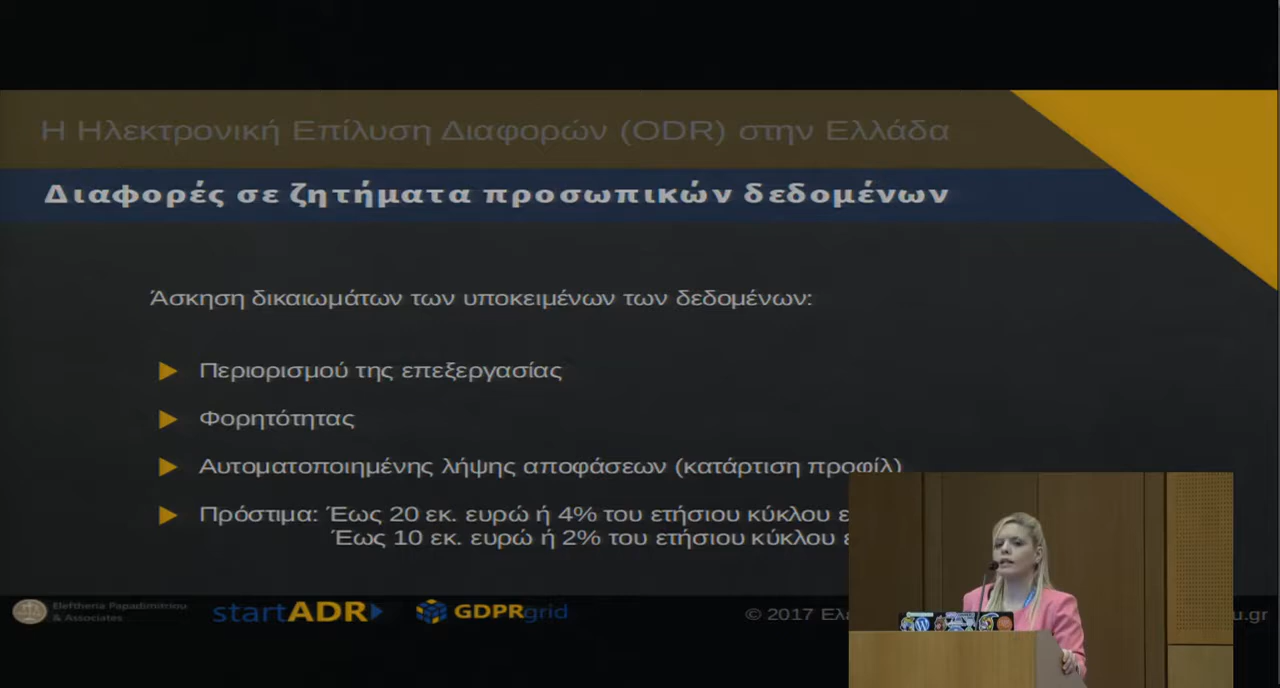 Η Ηλεκτρονική Επίλυση Διαφορών (ODR) στην Ελλάδα
Διαφορές σε ζητήματα προσωπικών δεδομένων
Άσκηση δικαιωμάτων των υποκειμένων των δεδομένων:
Περιορισμού της επεξεργασίας
Φορητότητας
Αυτοματοποιημένης λήψης αποφάσεων (κατάρτιση προφίλ)
Πρόστιμα: Έως 20 εκ. ευρώ ή 4% του ετήσιου κύκλου
Έως 10 εκ. ευρώ ή 2% του ετήσιου κύκλου
Eleftheria Papadimitriou
& Associates
startADR
GDPRgrid
© 2017
u.gr